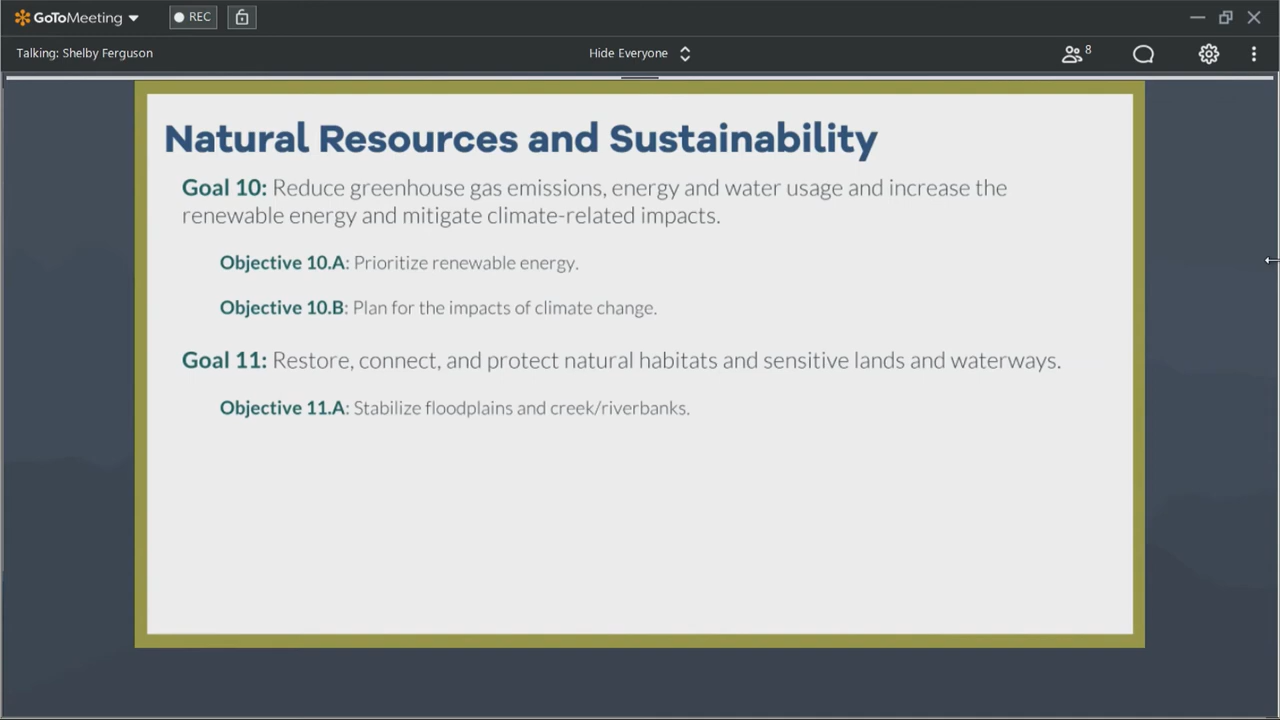 GoToMeeting
REC
Talking: Shelby Ferguson
Hide Everyone
8
Natural Resources and Sustainability
Goal 10: Reduce greenhouse gas emissions, energy and water usage and increase the
renewable energy and mitigate climate-related impacts.
Objective 10.A: Prioritize renewable energy.
Objective 10.B: Plan for the impacts of climate change.
Goal 11: Restore, connect, and protect natural habitats and sensitive lands and waterways.
Objective 11.A: Stabilize floodplains and creek/riverbanks.